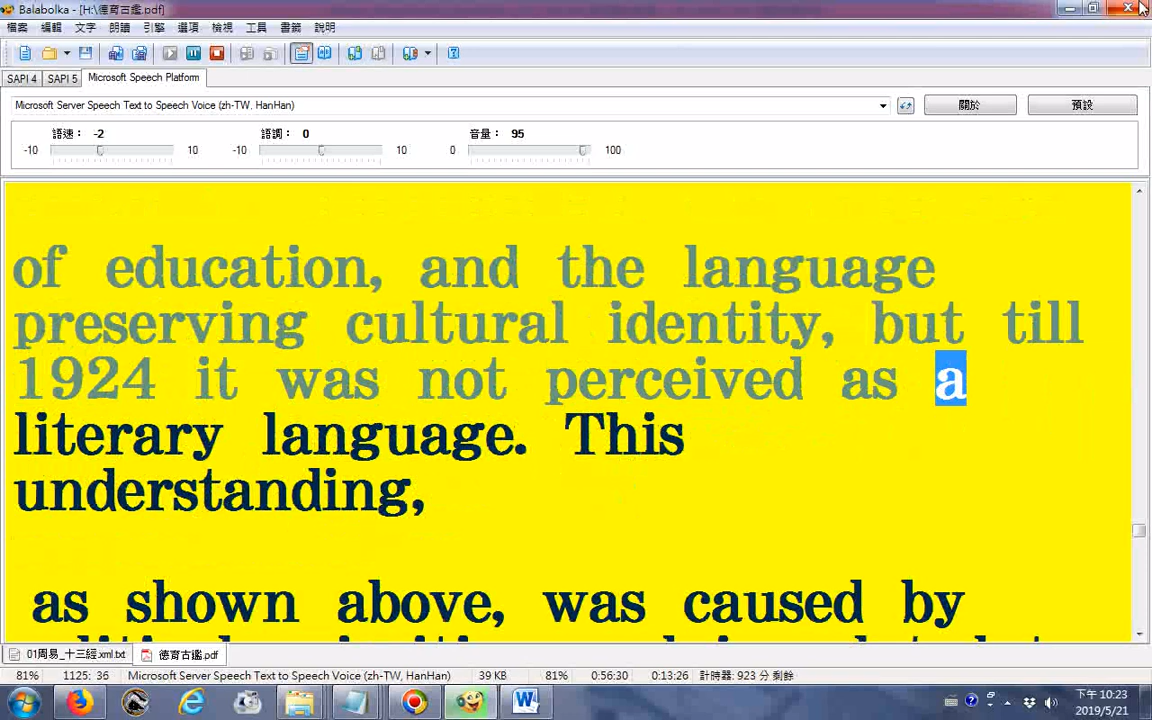 Balabolka - [H:\德育古鑑.pdf]
檔案 編輯 文字 朗讀 引擎 選項 檢視 工具 書籤 說明
SAPI 4 SAPI 5 Microsoft Speech Platform
Microsoft Server Speech Text to Speech Voice (zh-TW, HanHan) 關於 預設
語速： -2 語調： 0 音量： 95
-10 10 -10 10 0 100
of education, and the language
preserving cultural identity, but till
1924 it was not perceived as a
literary language. This
understanding,
as shown above, was caused by
01周易_十三經.xml.txt 德育古鑑.pdf
81% 1125: 36 Microsoft Server Speech Text to Speech Voice (zh-TW, HanHan) 39 KB 81% 0:56:30 0:13:26 計時器: 923 分 剩餘
下午 10:23
2019/5/21